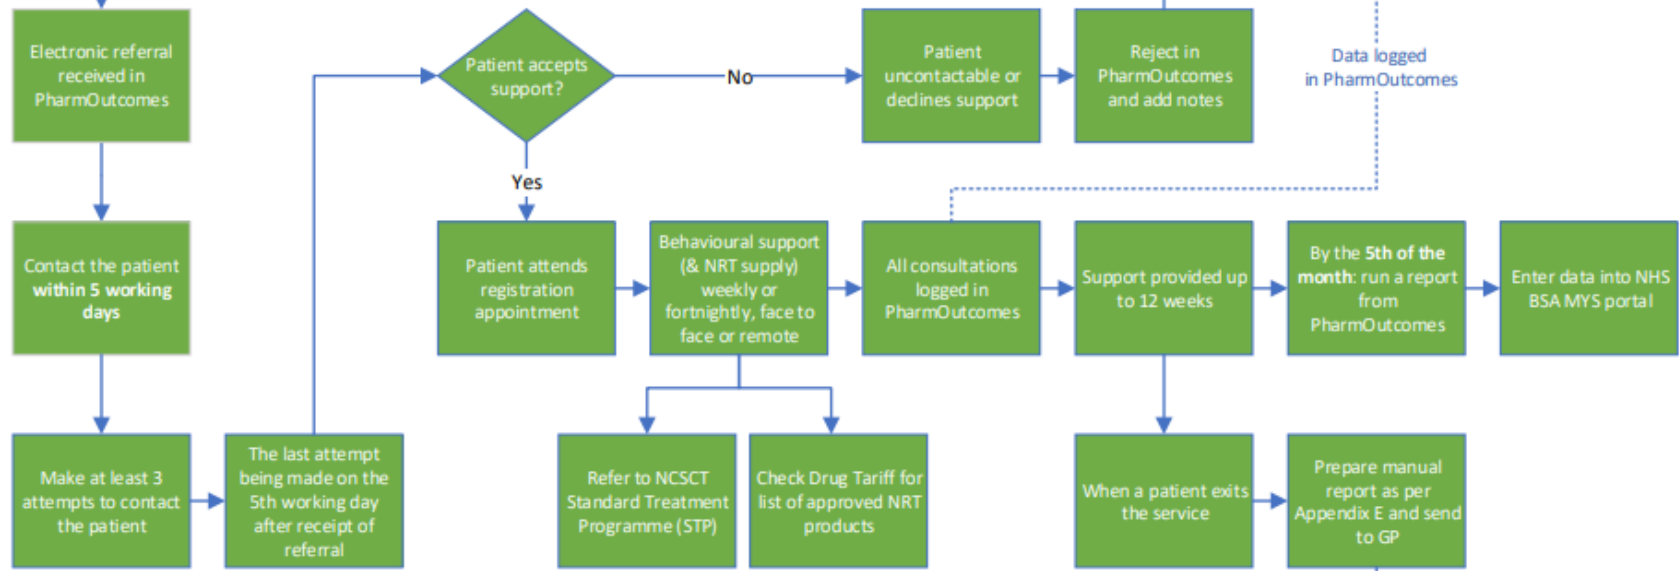 Electronic referral
received in
PharmOutcomes
Patient accepts
support?
No
Patient
uncontactable or
declines support
Reject in
PharmOutcomes
and add notes
Data logged
in PharmOutcomes
Yes
Contact the patient
within 5 working
days
Patient attends
registration
appointment
Behavioural support
(& NRT supply)
weekly or
fortnightly, face to
face or remote
All consultations
logged in
PharmOutcomes
Support provided up
to 12 weeks
By the 5th of the
month: run a report
from
PharmOutcomes
Enter data into NHS
BSA MYS portal
Make at least 3
attempts to contact
the patient
The last attempt
being made on the
5th working day
after receipt of
referral
Refer to NCSCT
Standard Treatment
Programme (STP)
Check Drug Tariff for
list of approved NRT
products
When a patient exits
the service
Prepare manual
report as per
Appendix E and send
to GP